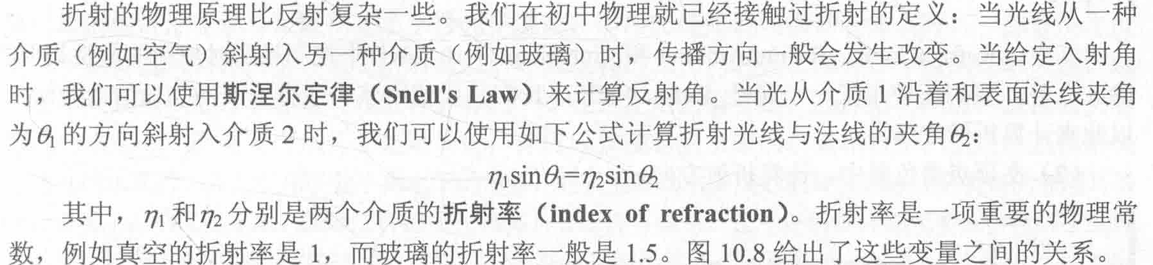 折射的物理原理比反射复杂一些。我们在初中物理就已经接触过折射的定义：当光线从一种
介质（例如空气）斜射入另一种介质（例如玻璃）时，传播方向一般会发生改变。当给定入射角
时，我们可以使用斯涅尔定律（Snell's Law）来计算反射角。当光从介质 1 沿着和表面法线夹角
为θ₁的方向斜射入介质 2 时，我们可以使用如下公式计算折射光线与法线的夹角θ₂：
η₁sinθ₁=η₂sinθ₂
其中，η₁和η₂分别是两个介质的折射率（index of refraction）。折射率是一项重要的物理常
数，例如真空的折射率是 1，而玻璃的折射率一般是 1.5。图 10.8 给出了这些变量之间的关系。